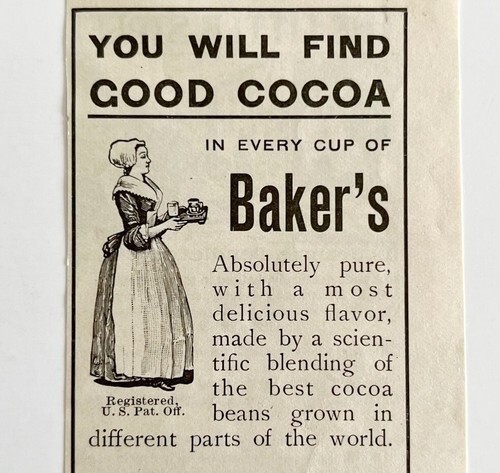 YOU WILL FIND
GOOD COCOA
IN EVERY CUP OF
Baker's
Absolutely pure,
with a most
delicious flavor,
made by a scien-
tific blending of
the best cocoa
beans grown in
different parts of the world.
Registered,
U. S. Pat. Off.